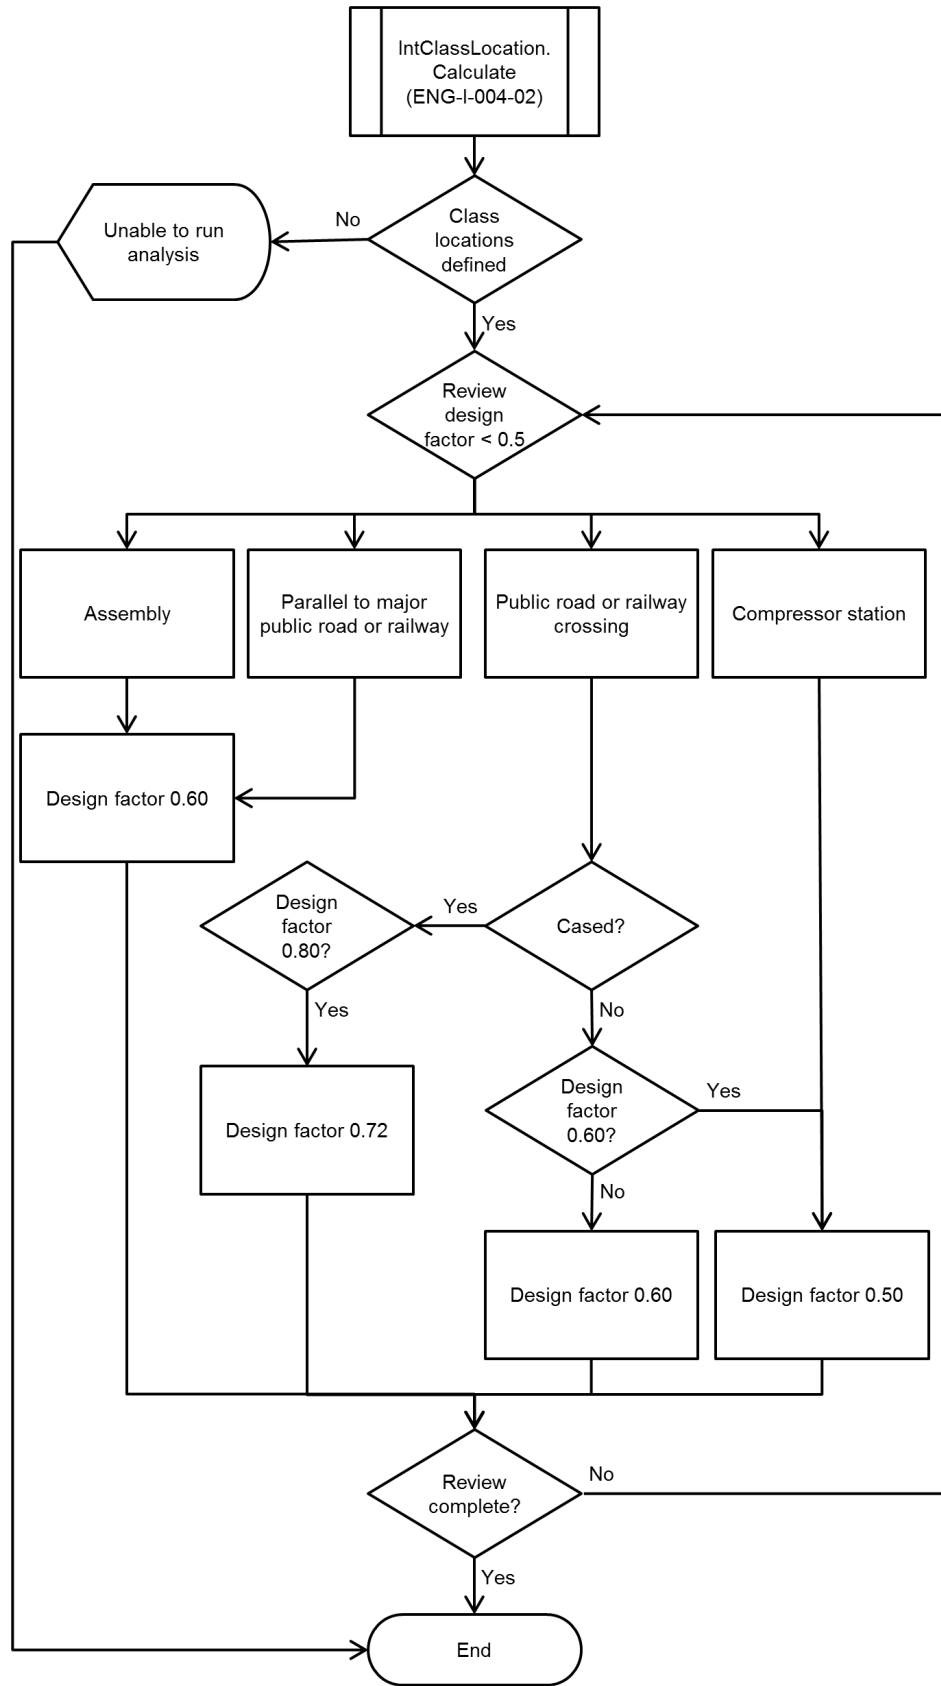 IntClassLocation.
Calculate
(ENG-I-004-02)
Class
locations
defined
No
Unable to run
analysis
Yes
Review
design
factor < 0.5
Assembly
Parallel to major
public road or railway
Public road or railway
crossing
Compressor station
Design factor 0.60
Design
factor
0.80?
Yes
Cased?
Yes
No
Design factor 0.72
Design
factor
0.60?
Yes
No
Design factor 0.60
Design factor 0.50
Review
complete?
No
Yes
End